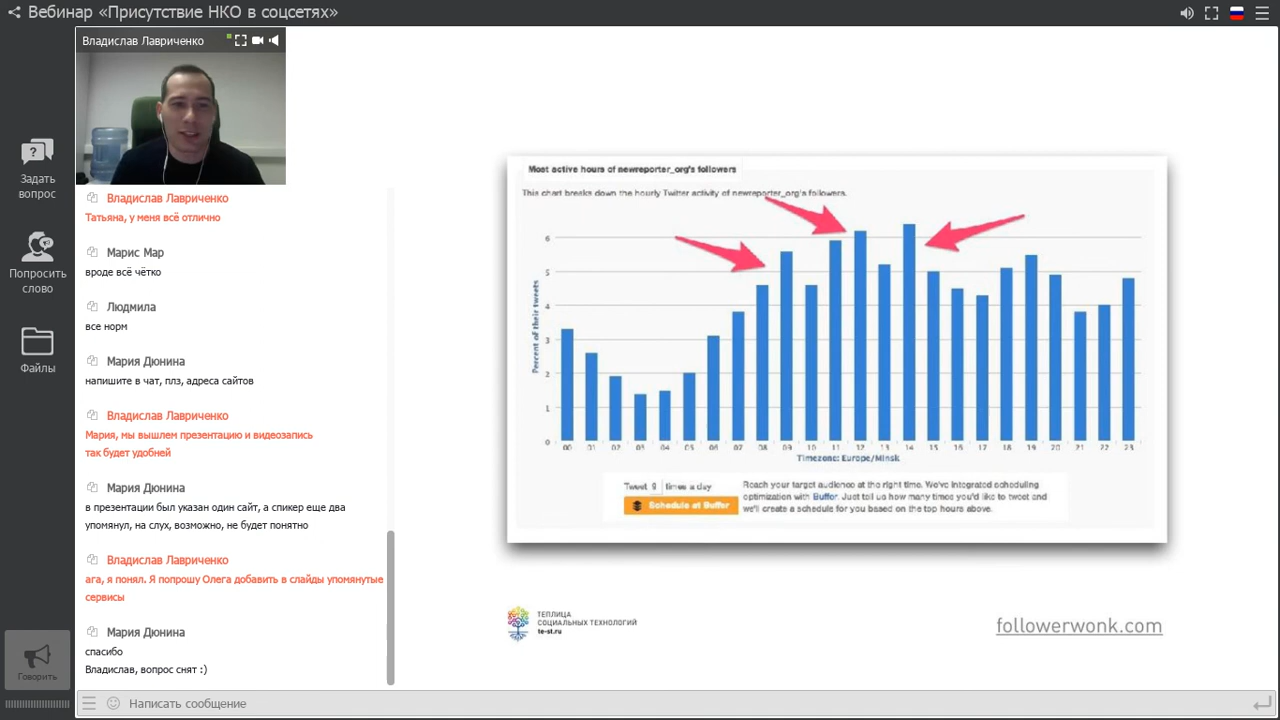 Вебинар «Присутствие НКО в соцсетях»
Владислав Лавриченко
Задать
вопрос
Попросить
слово
Файлы
Говорить
Владислав Лавриченко
Татьяна, у меня всё отлично
Марис Мар
вроде всё чётко
Людмила
все норм
Мария Дюнина
напишите в чат, плз, адреса сайтов
Владислав Лавриченко
Мария, мы вышлем презентацию и видеозапись
так будет удобней
Мария Дюнина
в презентации был указан один сайт, а спикер еще два
упомянул, на слух, возможно, не будет понятно
Владислав Лавриченко
ага, я понял. Я попрошу Олега добавить в слайды упомянутые
сервисы
Мария Дюнина
спасибо
Владислав, вопрос снят :)
Написать сообщение
Most active hours of newreporter_org's followers
This chart breaks down the hourly Twitter activity of newreporter_org's followers.
Percent of their tweets
6
5
4
3
2
1
0
00 01 02 03 04 05 06 07 08 09 10 11 12 13 14 15 16 17 18 19 20 21 22 23
Timezone: Europe/Minsk
Tweet 9 times a day
Schedule at Buffer
Reach your target audience at the right time. We've integrated scheduling
optimization with Buffer. Just tell us how many times you'd like to tweet and
we'll create a schedule for you based on the top hours above.
ТЕПЛИЦА
СОЦИАЛЬНЫХ ТЕХНОЛОГИЙ
te-st.ru
followerwonk.com